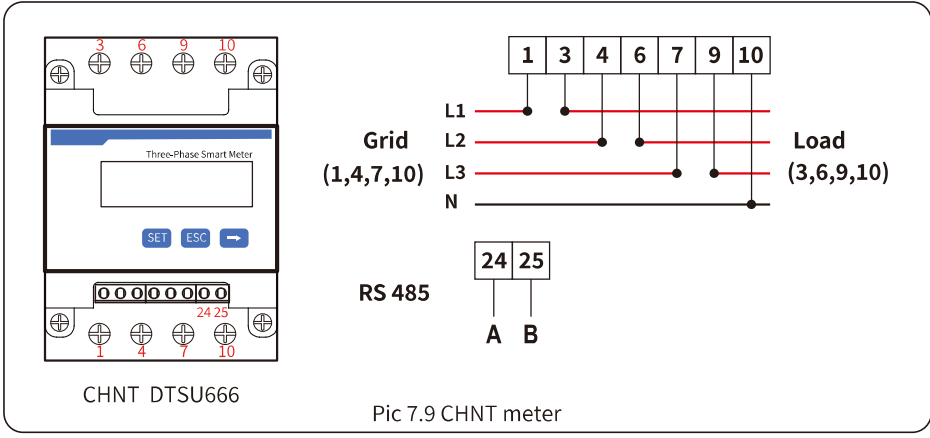 3 6 9 10
Three-Phase Smart Meter
SET ESC
24 25
1 4 7 10
CHNT DTSU666
1 3 4 6 7 9 10
L1
L2
L3
N
Grid
(1,4,7,10)
Load
(3,6,9,10)
24 25
RS 485
A B
Pic 7.9 CHNT meter